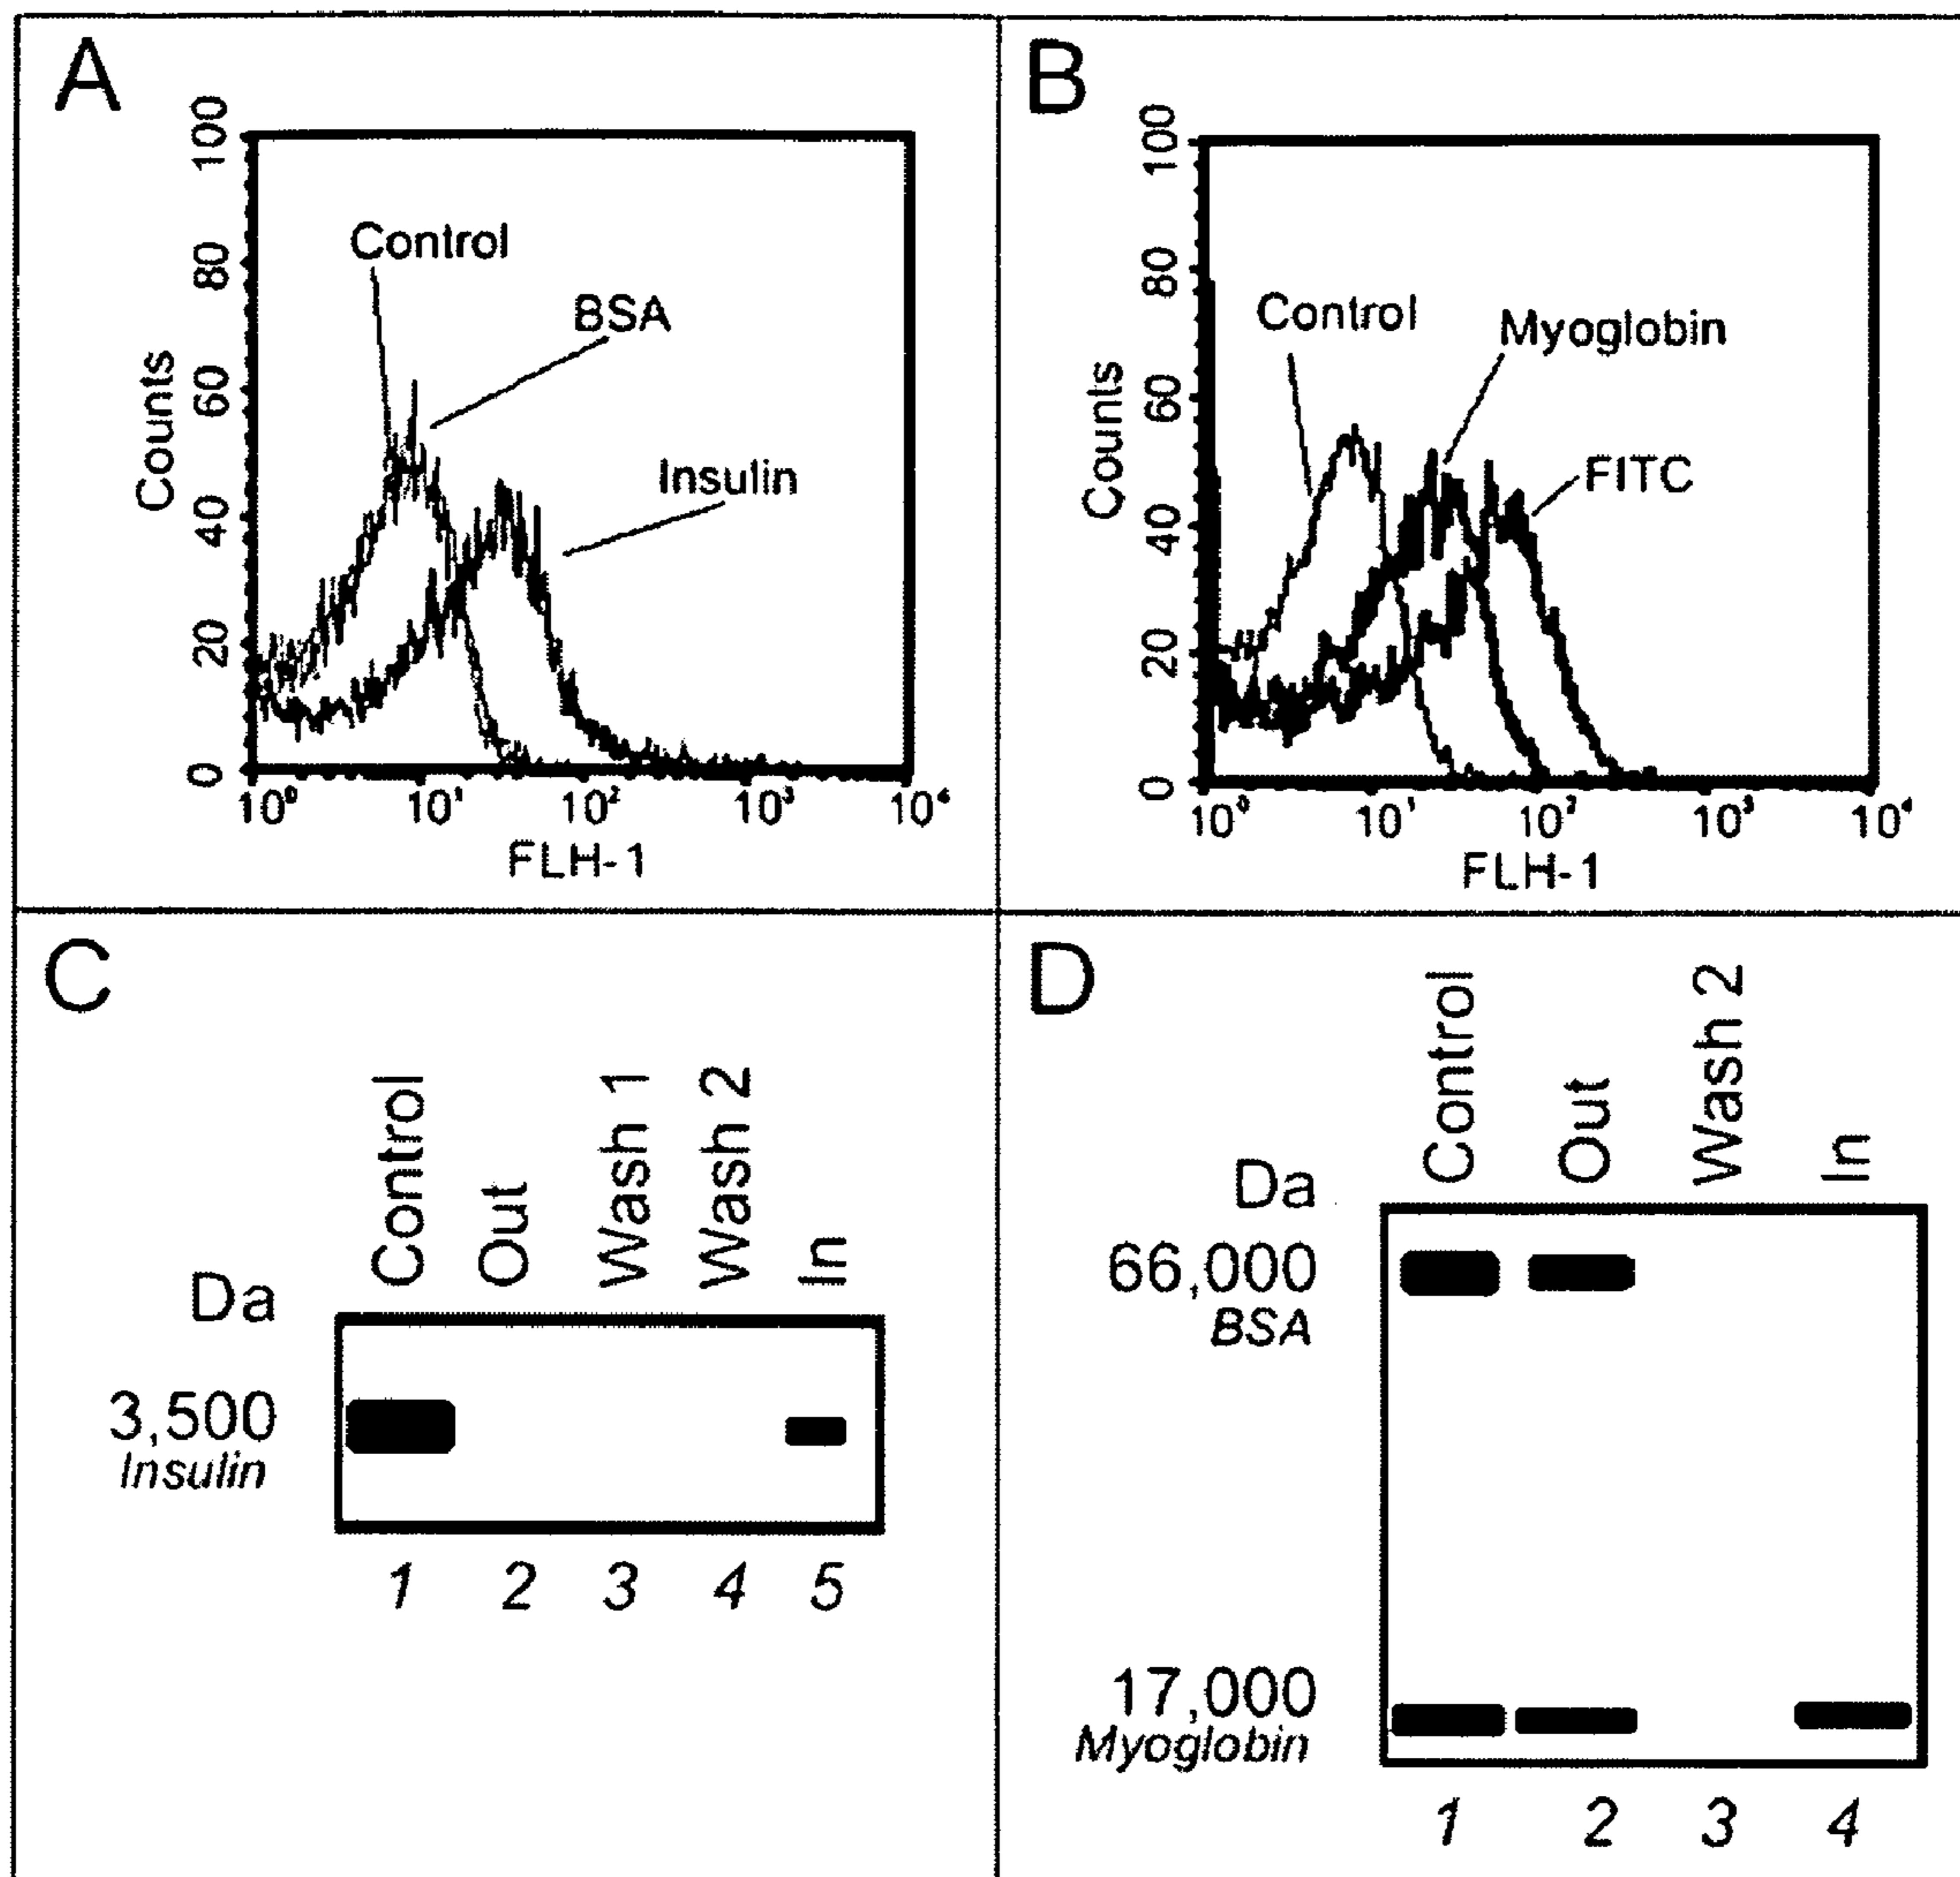 A
100
80
60
40
20
0
Counts
Control
BSA
Insulin
10⁰ 10¹ 10² 10³ 10⁴
FLH-1
B
100
80
60
40
20
0
Counts
Control
Myoglobin
FITC
10⁰ 10¹ 10² 10³ 10⁴
FLH-1
C
Control Out Wash 1 Wash 2 In
Da
3,500
Insulin
1 2 3 4 5
D
Control Out Wash 2 In
Da
66,000
BSA
17,000
Myoglobin
1 2 3 4